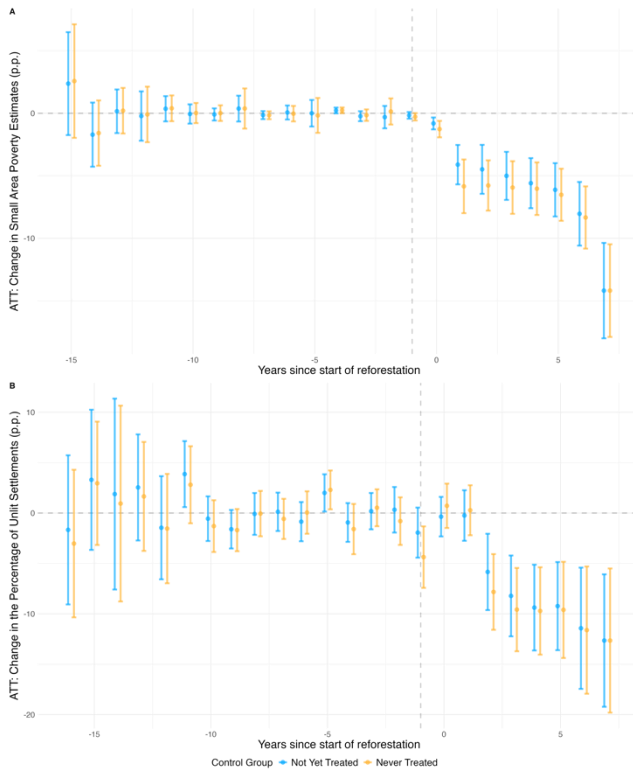 A
ATT: Change in Small Area Poverty Estimates (p.p.)
0
-10
-15
-10
-5
0
5
Years since start of reforestation
B
ATT: Change in the Percentage of Unlit Settlements (p.p.)
10
0
-10
-20
-15
-10
-5
0
5
Years since start of reforestation
Control Group Not Yet Treated Never Treated